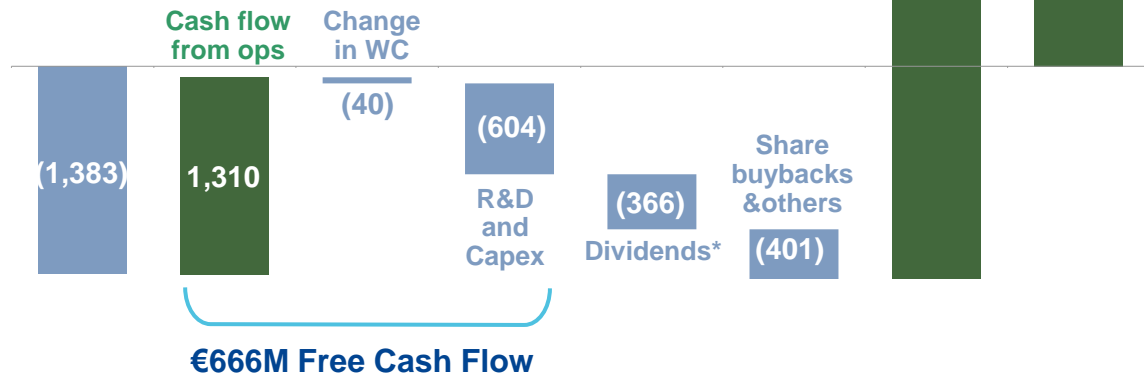 Cash flow
from ops
Change
in WC
(1,383)
1,310
(40)
(604)
R&D
and
Capex
(366)
Dividends*
Share
buybacks
&others
(401)
€666M Free Cash Flow